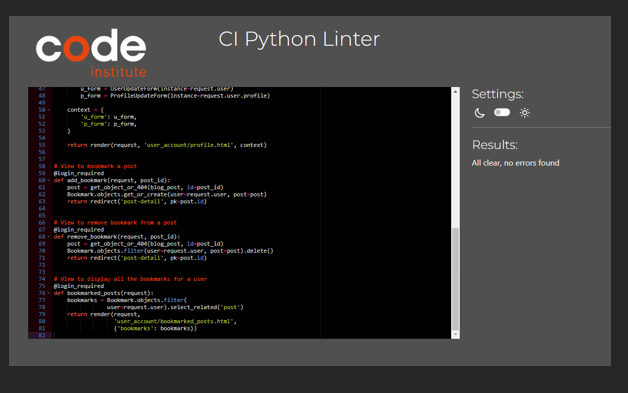 code
institute
CI Python Linter
47 u_form = UserUpdateForm(instance=request.user)
48 p_form = ProfileUpdateForm(instance=request.user.profile)
49
50 context = {
51 'u_form': u_form,
52 'p_form': p_form,
53 }
54
55 return render(request, 'user_account/profile.html', context)
56
57
58 # View to bookmark a post
59 @login_required
60 def add_bookmark(request, post_id):
61 post = get_object_or_404(blog_post, id=post_id)
62 Bookmark.objects.get_or_create(user=request.user, post=post)
63 return redirect('post-detail', pk=post.id)
64
65
66 # View to remove bookmark from a post
67 @login_required
68 def remove_bookmark(request, post_id):
69 post = get_object_or_404(blog_post, id=post_id)
70 Bookmark.objects.filter(user=request.user, post=post).delete()
71 return redirect('post-detail', pk=post.id)
72
73
74 # View to display all the bookmarks for a user
75 @login_required
76 def bookmarked_posts(request):
77 bookmarks = Bookmark.objects.filter(
78 user=request.user).select_related('post')
79 return render(request,
80 'user_account/bookmarked_posts.html',
81 {'bookmarks': bookmarks})
82
Settings:
Results:
All clear, no errors found